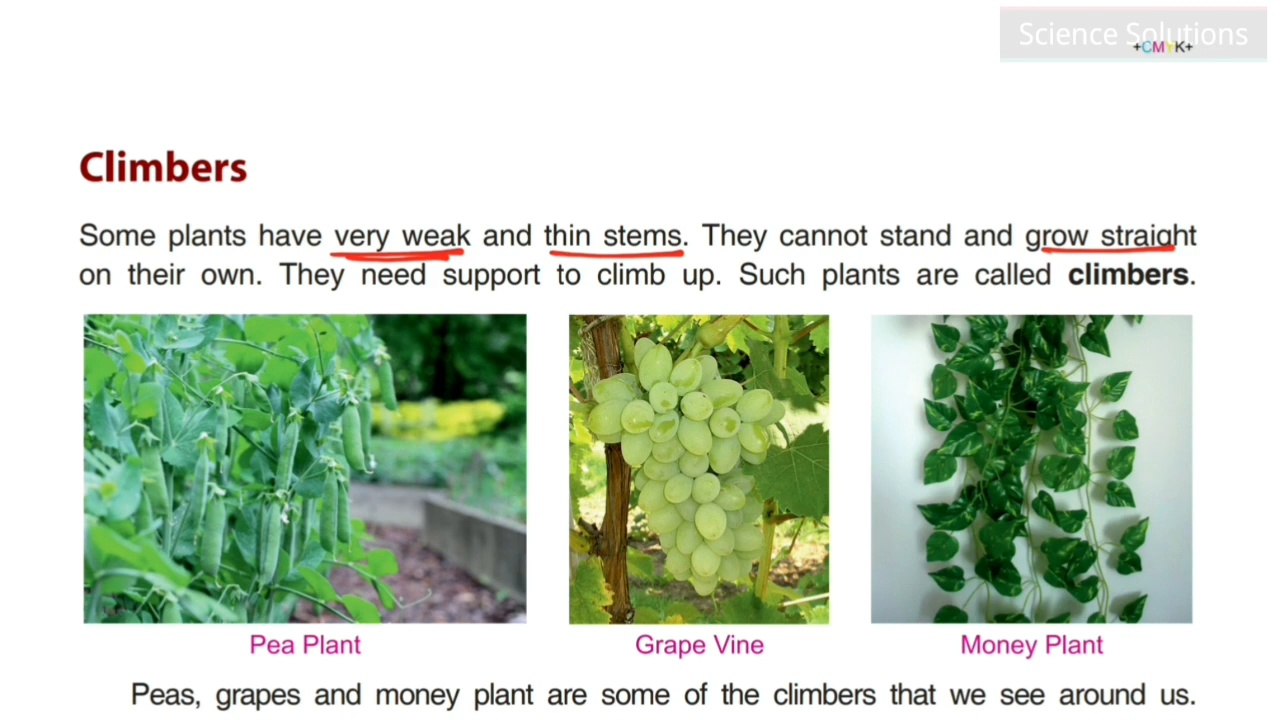 Science Solutions
+CMYK+
Climbers
Some plants have very weak and thin stems. They cannot stand and grow straight
on their own. They need support to climb up. Such plants are called climbers.
Pea Plant
Grape Vine
Money Plant
Peas, grapes and money plant are some of the climbers that we see around us.